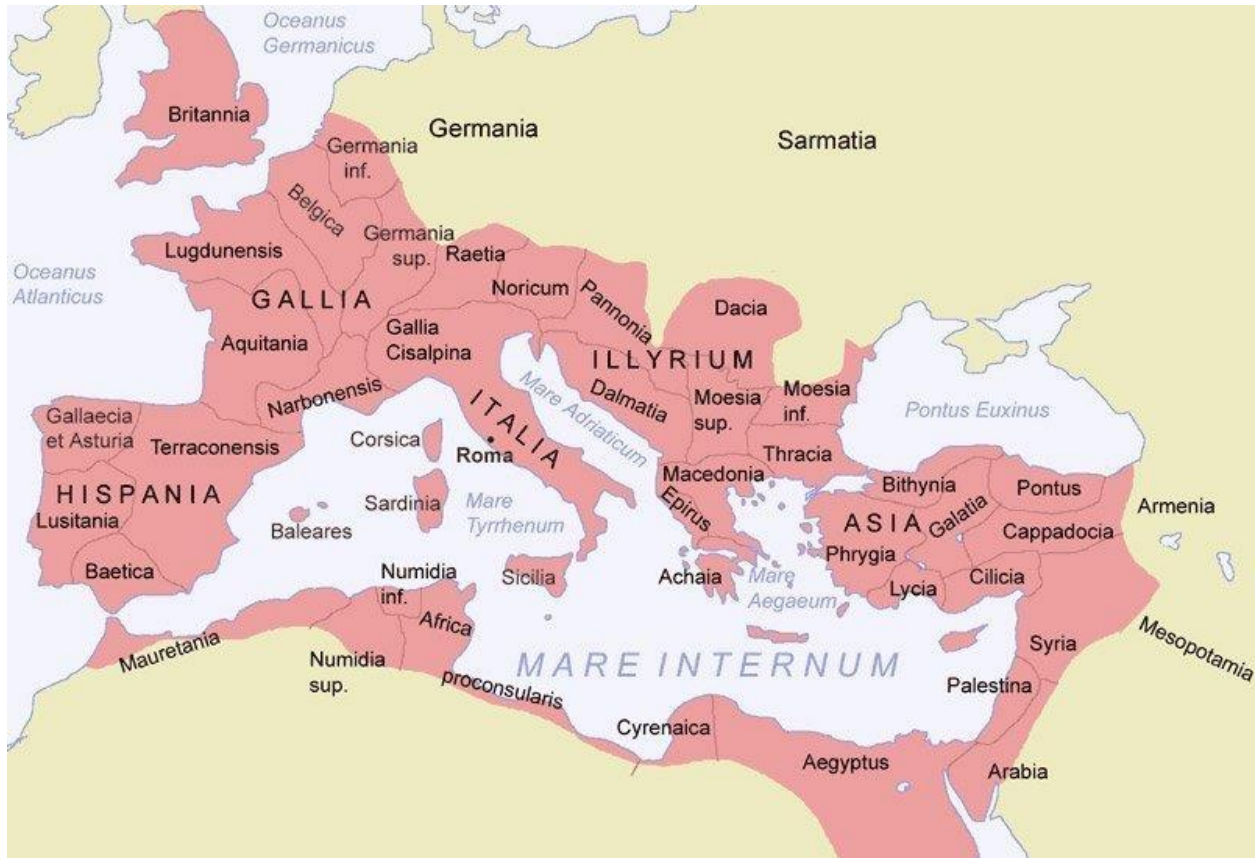 Oceanus
Germanicus
Britannia
Germania
Sarmatia
Germania
inf.
Belgica
Lugdunensis
Germania
sup.
Raetia
Oceanus
Atlanticus
GALLIA
Noricum
Pannonia
Dacia
Aquitania
Gallia
Cisalpina
ILLYRIUM
Narbonensis
Mare Adriaticum
Dalmatia
Moesia
sup.
Moesia
inf.
Pontus Euxinus
Gallaecia
et Asturia
Terraconensis
Corsica
ITALIA
Roma
Thracia
HISPANIA
Lusitania
Baleares
Sardinia
Mare
Tyrrhenum
Macedonia
Epirus
Bithynia
Galatia
Pontus
Armenia
ASIA
Cappadocia
Phrygia
Baetica
Numidia
inf.
Sicilia
Achaia
Mare
Aegaeum
Lycia
Cilicia
Mauretania
Africa
proconsularis
Numidia
sup.
MARE INTERNUM
Syria
Mesopotamia
Palestina
Cyrenaica
Aegyptus
Arabia